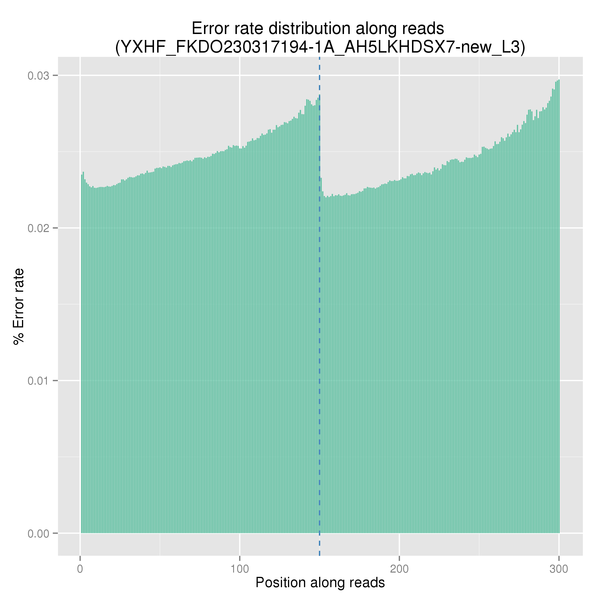 Error rate distribution along reads
(YXHF_FKDO230317194-1A_AH5LKHDSX7-new_L3)
0.03
0.02
0.01
0.00
% Error rate
0
100
200
300
Position along reads